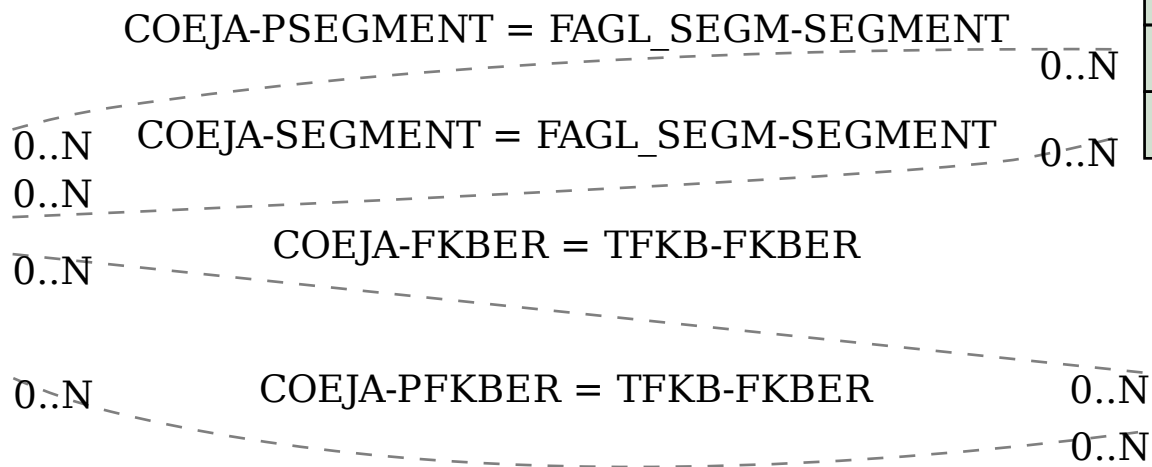 COEJA-PSEGMENT = FAGL_SEGM-SEGMENT
0..N
0..N
COEJA-SEGMENT = FAGL_SEGM-SEGMENT
0..N
0..N
COEJA-FKBER = TFKB-FKBER
0..N
0..N
COEJA-PFKBER = TFKB-FKBER
0..N
0..N